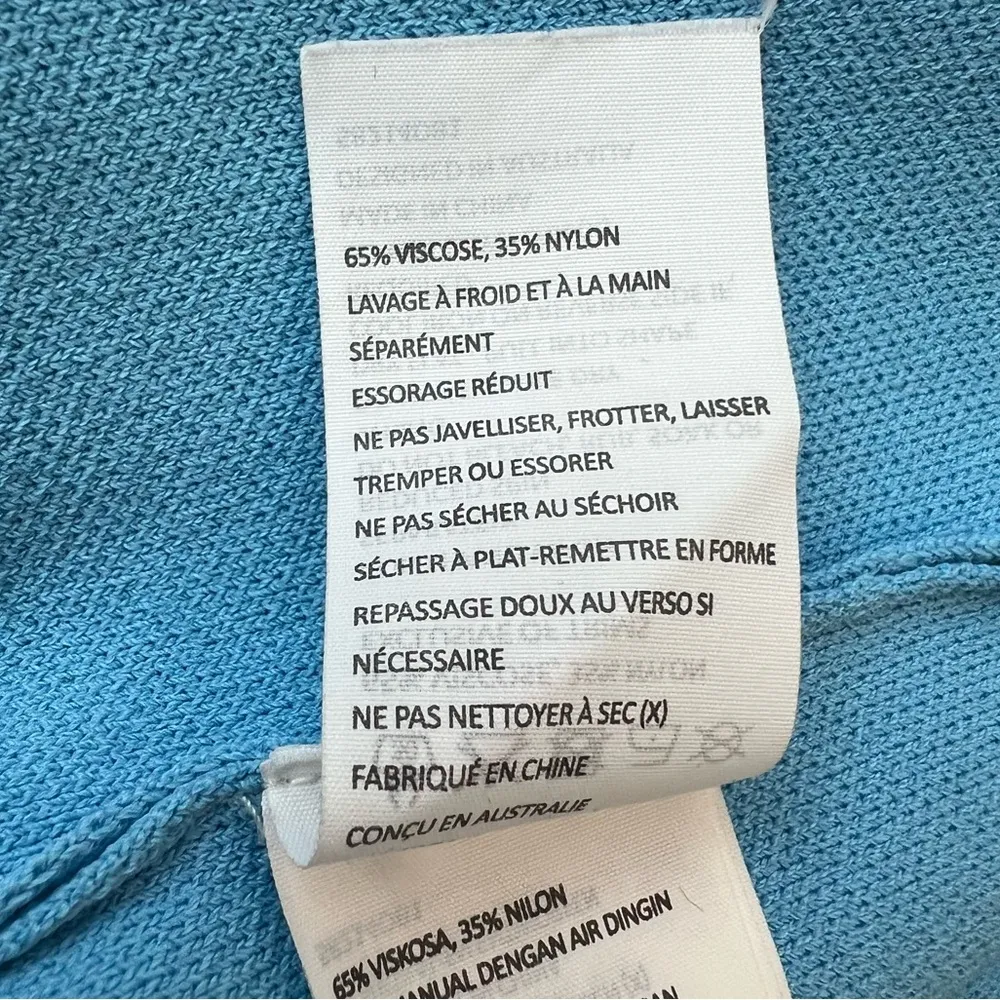 65% VISCOSE, 35% NYLON
LAVAGE À FROID ET À LA MAIN
SÉPARÉMENT
ESSORAGE RÉDUIT
NE PAS JAVELLISER, FROTTER, LAISSER
TREMPER OU ESSORER
NE PAS SÉCHER AU SÉCHOIR
SÉCHER À PLAT-REMETTRE EN FORME
REPASSAGE DOUX AU VERSO SI
NÉCESSAIRE
NE PAS NETTOYER À SEC (X)
FABRIQUÉ EN CHINE
CONÇU EN AUSTRALIE
65% VISKOSA, 35% NILON
DENGAN AIR DINGIN